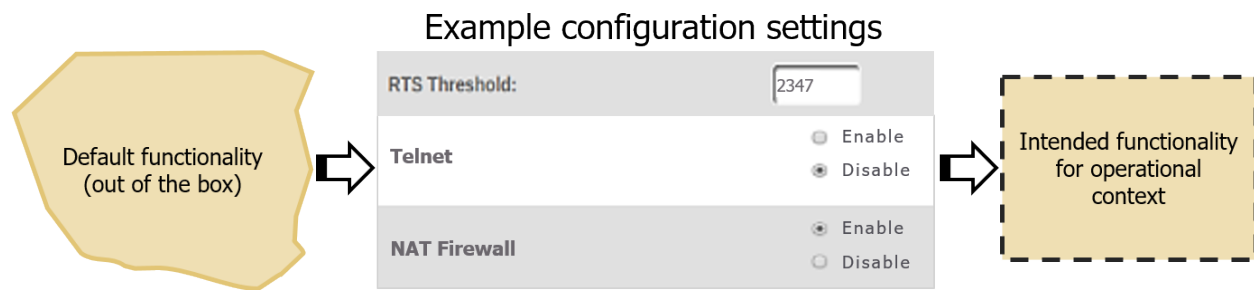 Example configuration settings
Default functionality
(out of the box)
RTS Threshold:
2347
Telnet
Enable
Disable
NAT Firewall
Enable
Disable
Intended functionality
for operational
context